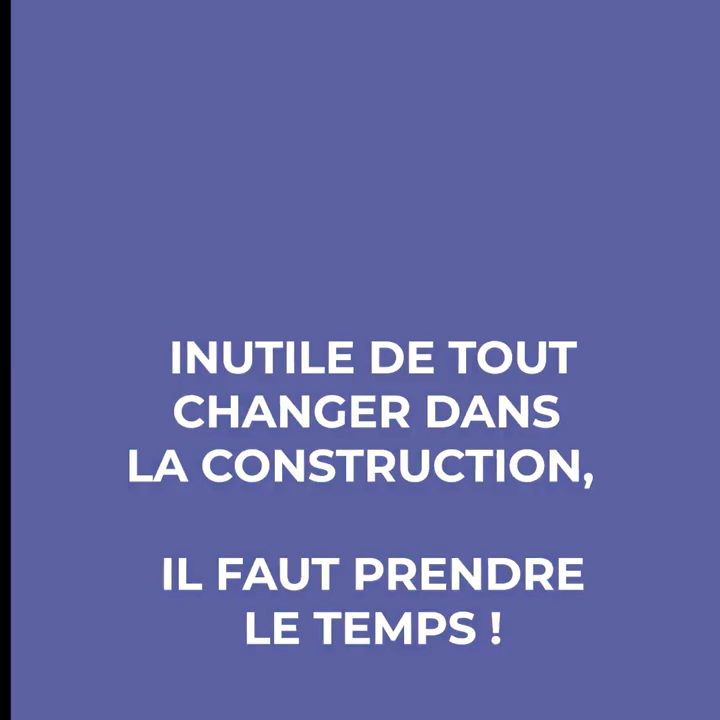 INUTILE DE TOUT
CHANGER DANS
LA CONSTRUCTION,
IL FAUT PRENDRE
LE TEMPS !